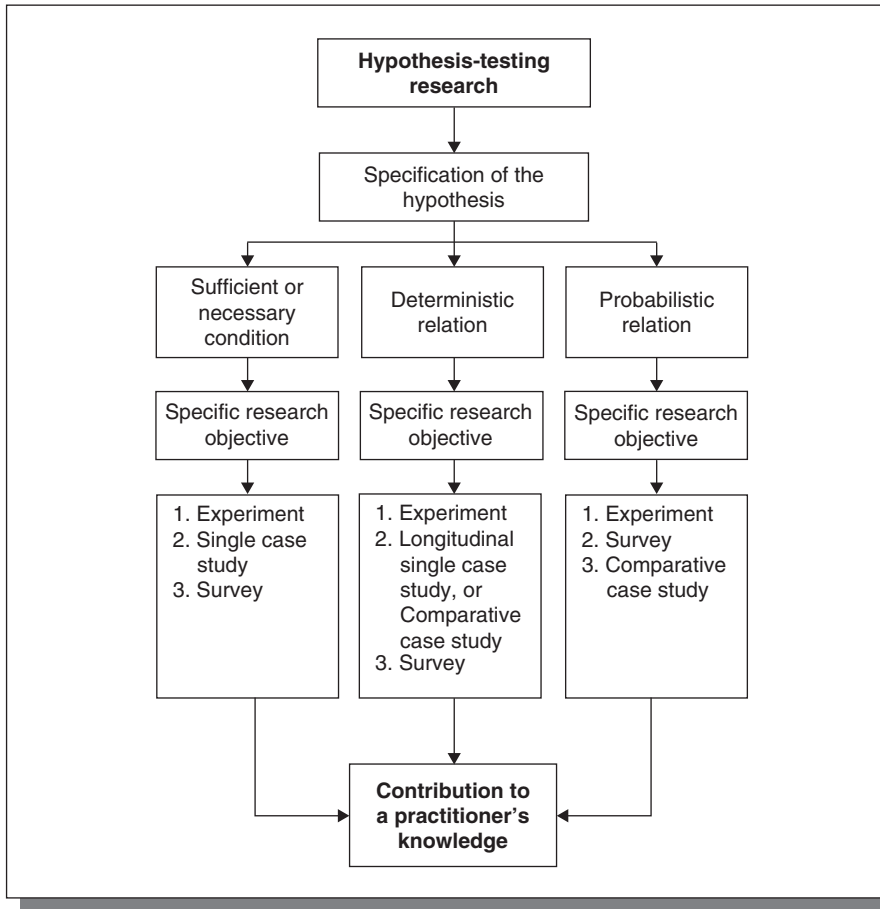 Hypothesis-testing
research
Specification of the
hypothesis
Sufficient or
necessary
condition
Deterministic
relation
Probabilistic
relation
Specific research
objective
Specific research
objective
Specific research
objective
1. Experiment
2. Single case
study
3. Survey
1. Experiment
2. Longitudinal
single case
study, or
Comparative
case study
3. Survey
1. Experiment
2. Survey
3. Comparative
case study
Contribution to
a practitioner’s
knowledge